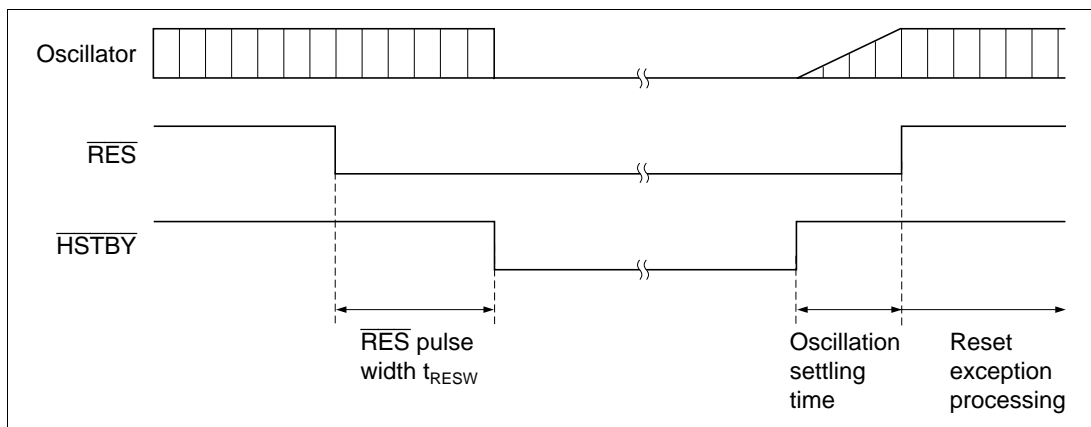 Oscillator
RES
HSTBY
RES pulse
width tRESW
Oscillation
settling
time
Reset
exception
processing